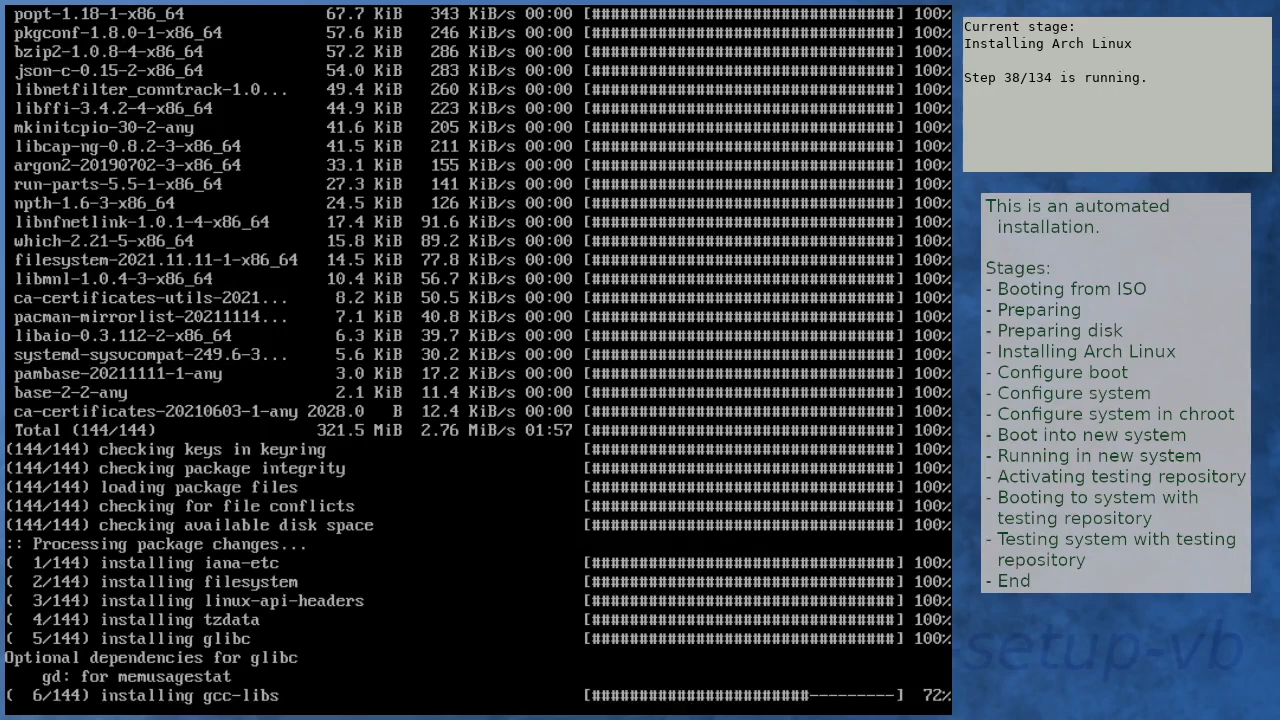 popt-1.18-1-x86_64 67.7 KiB 343 KiB/s 00:00 [################################] 100%
pkgconf-1.8.0-1-x86_64 57.6 KiB 246 KiB/s 00:00 [################################] 100%
bzip2-1.0.8-4-x86_64 57.2 KiB 286 KiB/s 00:00 [################################] 100%
json-c-0.15-2-x86_64 54.0 KiB 283 KiB/s 00:00 [################################] 100%
libnetfilter_conntrack-1.0... 49.4 KiB 260 KiB/s 00:00 [################################] 100%
libffi-3.4.2-4-x86_64 44.9 KiB 223 KiB/s 00:00 [################################] 100%
mkinitcpio-30-2-any 41.6 KiB 205 KiB/s 00:00 [################################] 100%
libcap-ng-0.8.2-3-x86_64 41.5 KiB 211 KiB/s 00:00 [################################] 100%
argon2-20190702-3-x86_64 33.1 KiB 155 KiB/s 00:00 [################################] 100%
run-parts-5.5-1-x86_64 27.3 KiB 141 KiB/s 00:00 [################################] 100%
npth-1.6-3-x86_64 24.5 KiB 126 KiB/s 00:00 [################################] 100%
libnfnetlink-1.0.1-4-x86_64 17.4 KiB 91.6 KiB/s 00:00 [################################] 100%
which-2.21-5-x86_64 15.8 KiB 89.2 KiB/s 00:00 [################################] 100%
filesystem-2021.11.11-1-x86_64 14.5 KiB 77.8 KiB/s 00:00 [################################] 100%
libmnl-1.0.4-3-x86_64 10.4 KiB 56.7 KiB/s 00:00 [################################] 100%
ca-certificates-utils-2021... 8.2 KiB 50.5 KiB/s 00:00 [################################] 100%
pacman-mirrorlist-20211114... 7.1 KiB 40.8 KiB/s 00:00 [################################] 100%
libaio-0.3.112-2-x86_64 6.3 KiB 39.7 KiB/s 00:00 [################################] 100%
systemd-sysvcompat-249.6-3... 5.6 KiB 30.2 KiB/s 00:00 [################################] 100%
pambase-20211111-1-any 3.0 KiB 17.2 KiB/s 00:00 [################################] 100%
base-2-2-any 2.1 KiB 11.4 KiB/s 00:00 [################################] 100%
ca-certificates-20210603-1-any 2028.0 B 12.4 KiB/s 00:00 [################################] 100%
Total (144/144) 321.5 MiB 2.76 MiB/s 01:57 [################################] 100%
(144/144) checking keys in keyring [################################] 100%
(144/144) checking package integrity [################################] 100%
(144/144) loading package files [################################] 100%
(144/144) checking for file conflicts [################################] 100%
(144/144) checking available disk space [################################] 100%
:: Processing package changes...
( 1/144) installing iana-etc [################################] 100%
( 2/144) installing filesystem [################################] 100%
( 3/144) installing linux-api-headers [################################] 100%
( 4/144) installing tzdata [################################] 100%
( 5/144) installing glibc [################################] 100%
Optional dependencies for glibc
gd: for memusagestat
( 6/144) installing gcc-libs [#######################---------] 72%
Current stage:
Installing Arch Linux
Step 38/134 is running.
This is an automated
installation.
Stages:
- Booting from ISO
- Preparing
- Preparing disk
- Installing Arch Linux
- Configure boot
- Configure system
- Configure system in chroot
- Boot into new system
- Running in new system
- Activating testing repository
- Booting to system with
testing repository
- Testing system with testing
repository
- End
setup-vb